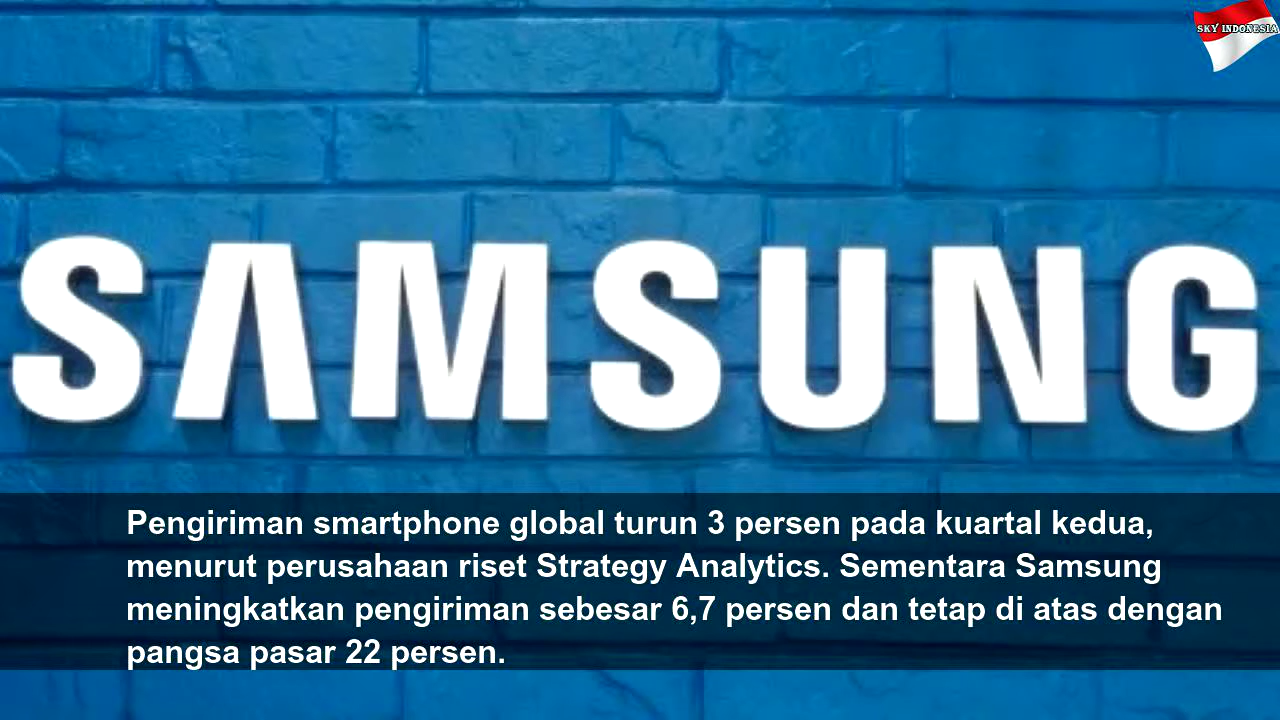 SKY INDONESIA
SAMSUNG
Pengiriman smartphone global turun 3 persen pada kuartal kedua,
menurut perusahaan riset Strategy Analytics. Sementara Samsung
meningkatkan pengiriman sebesar 6,7 persen dan tetap di atas dengan
pangsa pasar 22 persen.